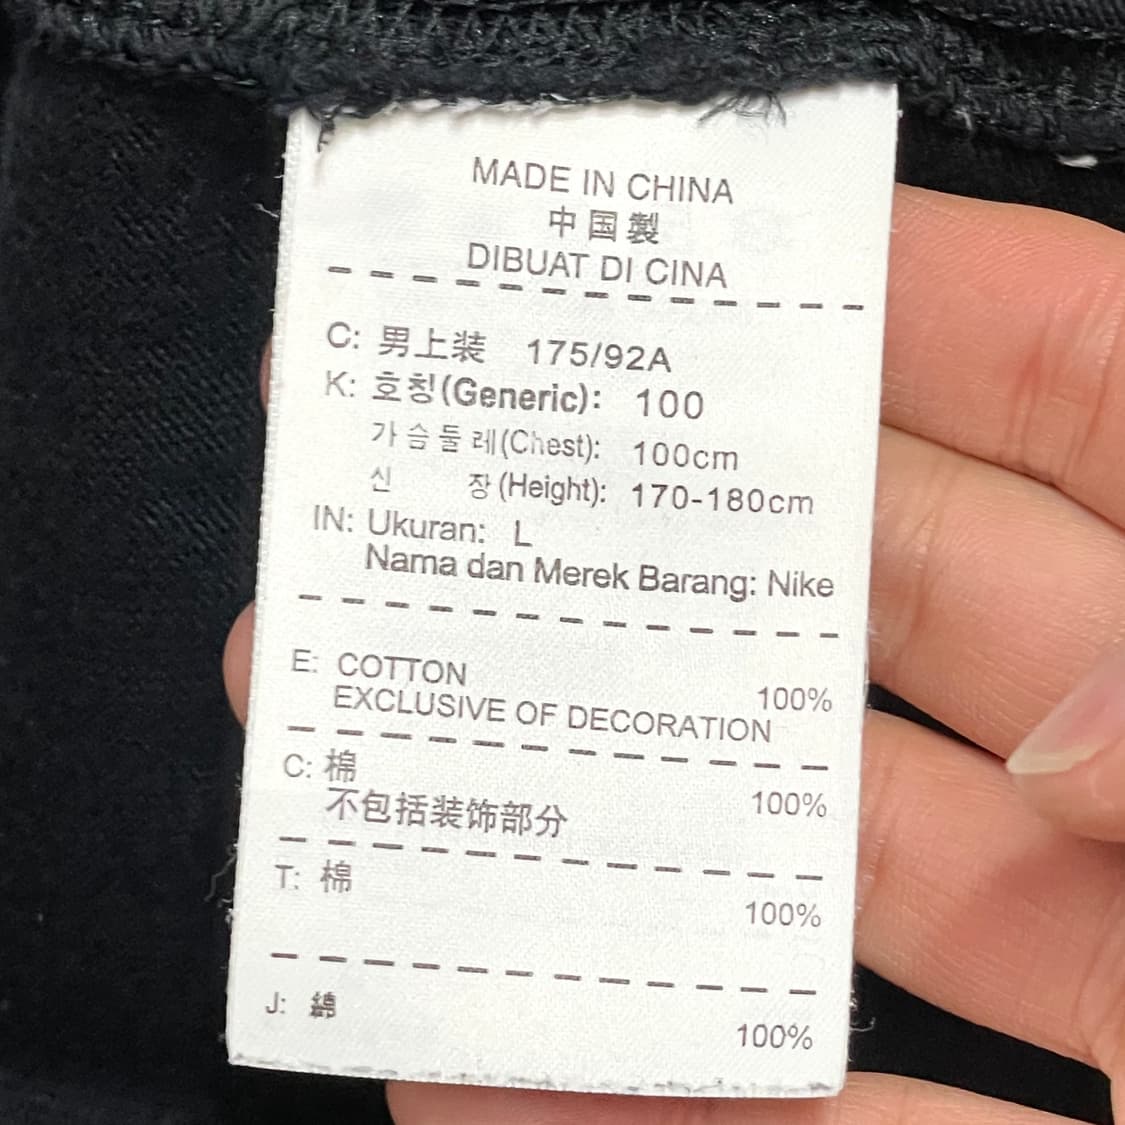 MADE IN CHINA
中国製
DIBUAT DI CINA
C: 男上装 175/92A
K: 호칭(Generic): 100
가슴둘레(Chest): 100cm
신 장(Height): 170-180cm
IN: Ukuran: L
Nama dan Merek Barang: Nike
E: COTTON 100%
EXCLUSIVE OF DECORATION
C: 棉 100%
不包括装饰部分
T: 棉 100%
J: 綿 100%